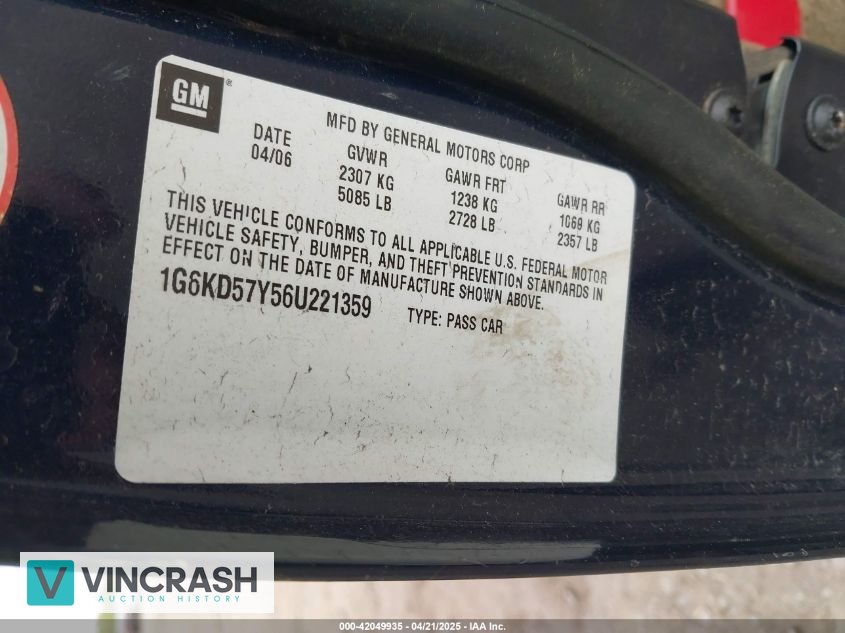 GM ®
MFD BY GENERAL MOTORS CORP
DATE GVWR GAWR FRT GAWR RR
04/06 2307 KG 1238 KG 1069 KG
5085 LB 2728 LB 2357 LB
THIS VEHICLE CONFORMS TO ALL APPLICABLE U.S. FEDERAL MOTOR
VEHICLE SAFETY, BUMPER, AND THEFT PREVENTION STANDARDS IN
EFFECT ON THE DATE OF MANUFACTURE SHOWN ABOVE.
1G6KD57Y56U221359 TYPE: PASS CAR
VINCRASH
AUCTION HISTORY
000-42049935 - 04/21/2025 - IAA Inc.